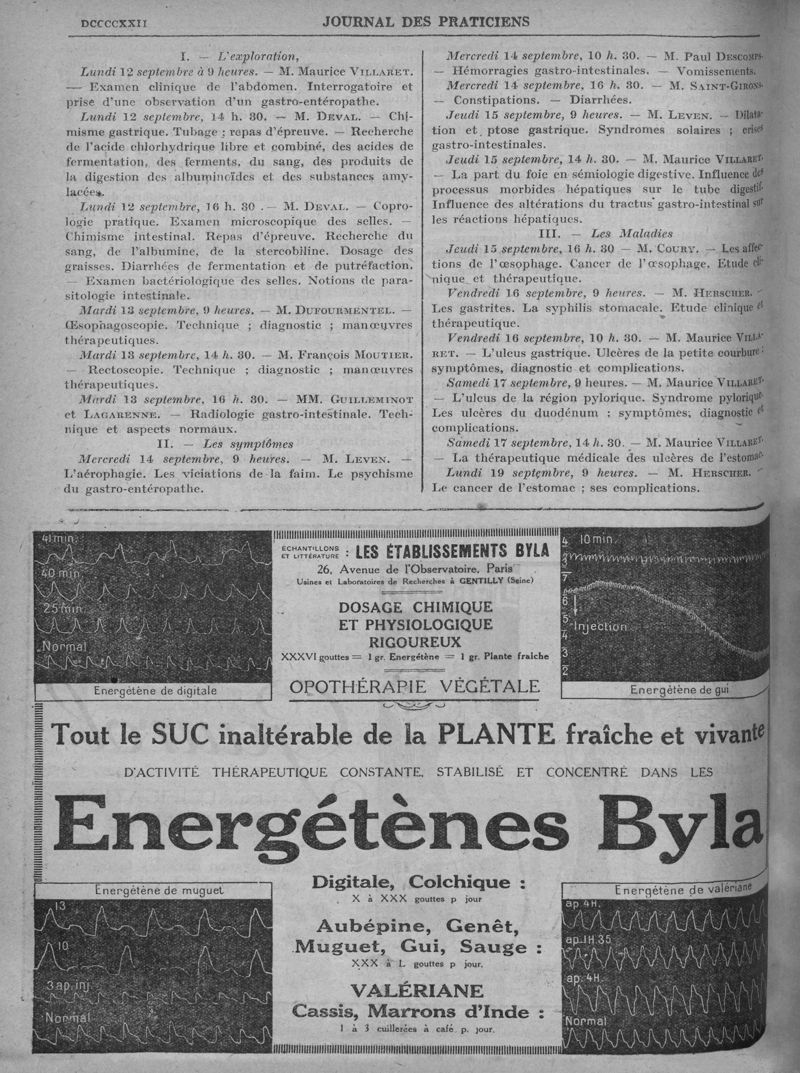 DCCCCXXII
JOURNAL DES PRATICIENS
I. — L'exploration,
Lundi 12 septembre à 9 heures. — M. Maurice VILLARET.
— Examen clinique de l'abdomen. Interrogatoire et
prise d'une observation d'un gastro-entéropathe.
Lundi 12 septembre, 14 h. 30. — M. DEVAL. — Chi-
misme gastrique. Tubage ; repas d'épreuve. — Recherche
de l'acide chlorhydrique libre et combiné, des acides de
fermentation, des ferments, du sang, des produits de
la digestion des albuminoïdes et des substances amy-
lacées.
Lundi 12 septembre, 16 h. 30 . — M. DEVAL. — Copro-
logie pratique. Examen microscopique des selles. —
Chimisme intestinal. Repas d'épreuve. Recherche du
sang, de l'albumine, de la stercobiline. Dosage des
graisses. Diarrhées de fermentation et de putréfaction.
— Examen bactériologique des selles. Notions de para-
sitologie intestinale.
Mardi 13 septembre, 9 heures. — M. DUFOURMENTEL. —
Œsophagoscopie. Technique ; diagnostic ; manœuvres
thérapeutiques.
Mardi 13 septembre, 14 h. 30. — M. François MOUTIER.
— Rectoscopie. Technique ; diagnostic ; manœuvres
thérapeutiques.
Mardi 13 septembre, 16 h. 30. — MM. GUILLEMINOT
et LAGARENNE. — Radiologie gastro-intestinale. Tech-
nique et aspects normaux.
II. — Les symptômes
Mercredi 14 septembre, 9 heures. — M. LEVEN. —
L'aérophagie. Les viciations de la faim. Le psychisme
du gastro-entéropathe.
Mercredi 14 septembre, 10 h. 30. — M. Paul DESCOMPS.
— Hémorragies gastro-intestinales. — Vomissements.
Mercredi 14 septembre, 16 h. 30. — M. SAINT-GIRONS.
— Constipations. — Diarrhées.
Jeudi 15 septembre, 9 heures. — M. LEVEN. — Dilata-
tion et ptose gastrique. Syndromes solaires ; crises
gastro-intestinales.
Jeudi 15 septembre, 14 h. 30. — M. Maurice VILLARET.
— La part du foie en sémiologie digestive. Influence des
processus morbides hépatiques sur le tube digestif.
Influence des altérations du tractus gastro-intestinal sur
les réactions hépatiques.
III. — Les Maladies
Jeudi 15 septembre, 16 h. 30 — M. COURY. — Les affec-
tions de l'œsophage. Cancer de l'œsophage. Etude cli-
nique et thérapeutique.
Vendredi 16 septembre, 9 heures. — M. HERSCHER. —
Les gastrites. La syphilis stomacale. Etude clinique et
thérapeutique.
Vendredi 16 septembre, 10 h. 30. — M. Maurice VILLA-
RET. — L'ulcus gastrique. Ulcères de la petite courbure :
symptômes, diagnostic et complications.
Samedi 17 septembre, 9 heures. — M. Maurice VILLARET.
— L'ulcus de la région pylorique. Syndrome pylorique.
Les ulcères du duodénum : symptômes, diagnostic et
complications.
Samedi 17 septembre, 14 h. 30. — M. Maurice VILLARET.
— La thérapeutique médicale des ulcères de l'estomac.
Lundi 19 septembre, 9 heures. — M. HERSCHER. —
Le cancer de l'estomac ; ses complications.
41 min.
40 min.
25 min.
Normal
Energétène de digitale
ÉCHANTILLONS
ET LITTÉRATURE : LES ÉTABLISSEMENTS BYLA
26, Avenue de l'Observatoire, Paris
Usines et Laboratoires de Recherches à GENTILLY (Seine)
DOSAGE CHIMIQUE
ET PHYSIOLOGIQUE
RIGOUREUX
XXXVI gouttes = 1 gr. Energétène = 1 gr. Plante fraîche
OPOTHÉRAPIE VÉGÉTALE
10 min.
4
3
7
6
5
Injection
4
3
2
Energétène de gui
Tout le SUC inaltérable de la PLANTE fraîche et vivante
D'ACTIVITÉ THÉRAPEUTIQUE CONSTANTE, STABILISÉ ET CONCENTRÉ DANS LES
Energétènes Byla
Energétène de muguet
13
10
3 ap. inj.
Normal
Digitale, Colchique :
X à XXX gouttes p jour
Aubépine, Genêt,
Muguet, Gui, Sauge :
XXX à L gouttes p jour.
VALÉRIANE
Cassis, Marrons d'Inde :
1 à 3 cuillerées à café p. jour.
Energétène de valériane
ap. 4H.
ap. 1H 35
ap. 4H.
Normal